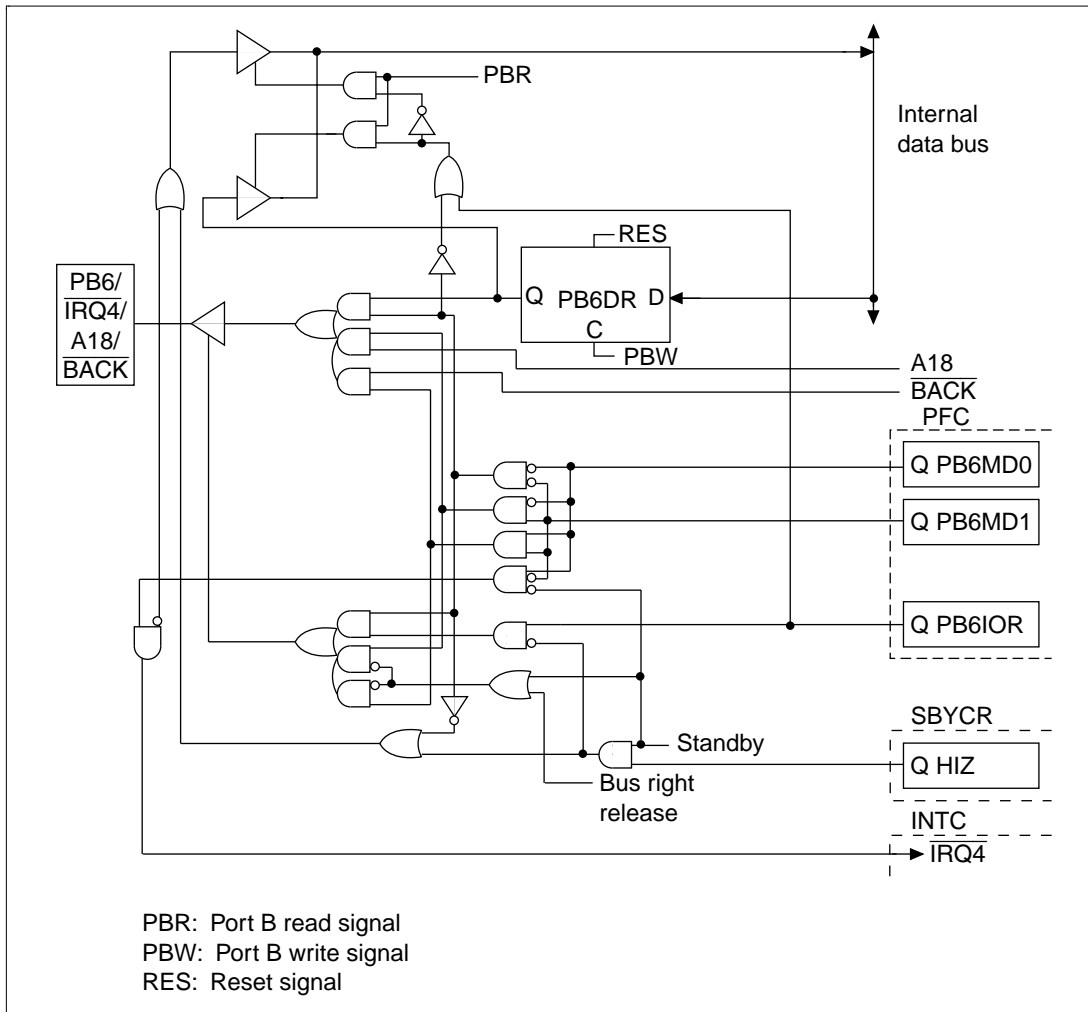 PBR
Internal
data bus
RES
Q PB6DR D
C
PBW
PB6/
IRQ4/
A18/
BACK
A18
BACK
PFC
Q PB6MD0
Q PB6MD1
Q PB6IOR
SBYCR
Standby
Q HIZ
Bus right
release
INTC
IRQ4
PBR: Port B read signal
PBW: Port B write signal
RES: Reset signal